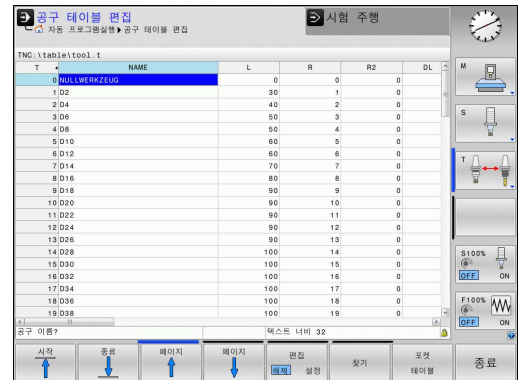 공구 테이블 편집
자동 프로그램실행 ▶ 공구 테이블 편집
시험 주행
TNC:\table\tool.t
T NAME L R R2 DL
0 NULLWERKZEUG 0 0 0
1 D2 30 1 0
2 D4 40 2 0
3 D6 50 3 0
4 D8 50 4 0
5 D10 60 5 0
6 D12 60 6 0
7 D14 70 7 0
8 D16 80 8 0
9 D18 90 9 0
10 D20 90 10 0
11 D22 90 11 0
12 D24 90 12 0
13 D26 90 13 0
14 D28 100 14 0
15 D30 100 15 0
16 D32 100 16 0
17 D34 100 17 0
18 D36 100 18 0
19 D38 100 19 0
공구 이름?
텍스트 너비 32
M
S
T
S100%
OFF ON
F100%
OFF ON
시작
종료
페이지
페이지
편집
해제 설정
찾기
포켓
테이블
종료